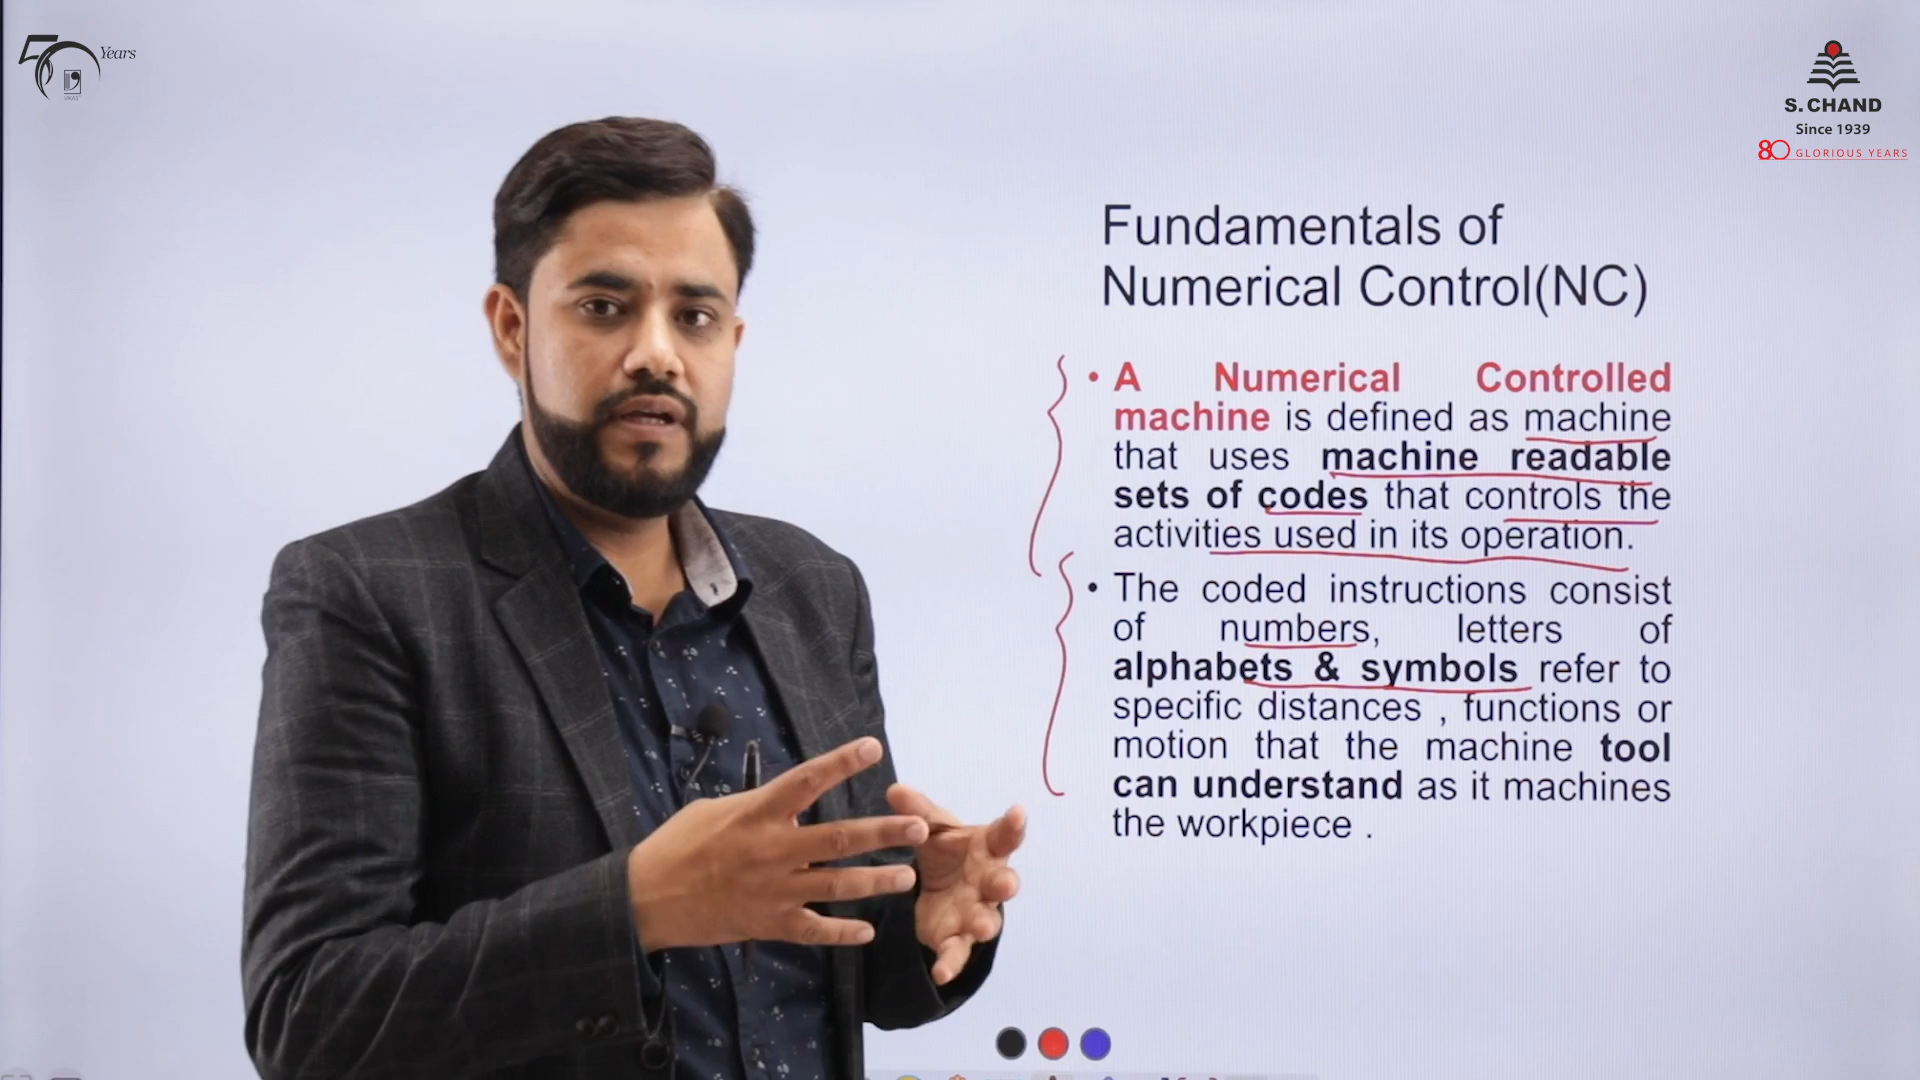 50 Years
VIKAS
S. CHAND
Since 1939
80 GLORIOUS YEARS
Fundamentals of
Numerical Control(NC)
• A Numerical Controlled
machine is defined as machine
that uses machine readable
sets of codes that controls the
activities used in its operation.
• The coded instructions consist
of numbers, letters of
alphabets & symbols refer to
specific distances , functions or
motion that the machine tool
can understand as it machines
the workpiece .